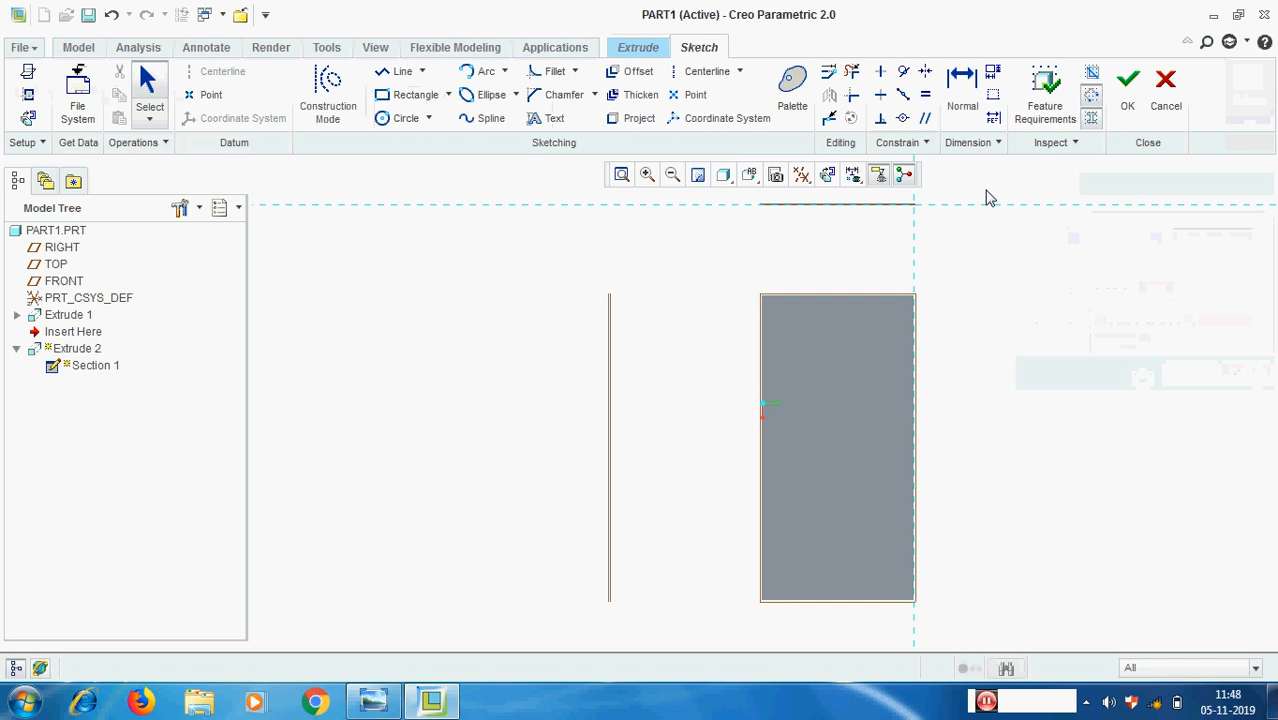 PART1 (Active) - Creo Parametric 2.0
File Model Analysis Annotate Render Tools View Flexible Modeling Applications Extrude Sketch
Centerline Line Arc Fillet Offset Centerline
Point Rectangle Ellipse Chamfer Thicken Point
Coordinate System Circle Spline Text Project Coordinate System
File System
Select
Construction Mode
Palette
Normal
Feature Requirements
OK
Cancel
Setup Get Data Operations Datum Sketching Editing Constrain Dimension Inspect Close
Model Tree
PART1.PRT
RIGHT
TOP
FRONT
PRT_CSYS_DEF
Extrude 1
Insert Here
Extrude 2
Section 1
All
11:48
05-11-2019